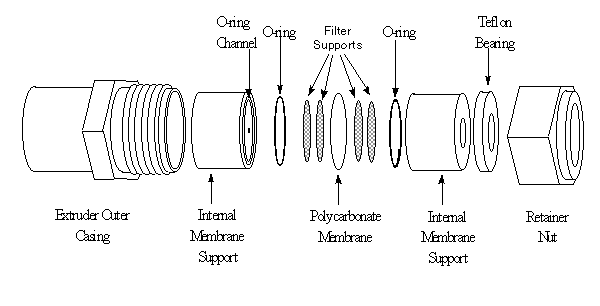 O-ring
Channel
O-ring
Filter
Supports
O-ring
Teflon
Bearing
Extruder Outer
Casing
Internal
Membrane
Support
Polycarbonate
Membrane
Internal
Membrane
Support
Retainer
Nut